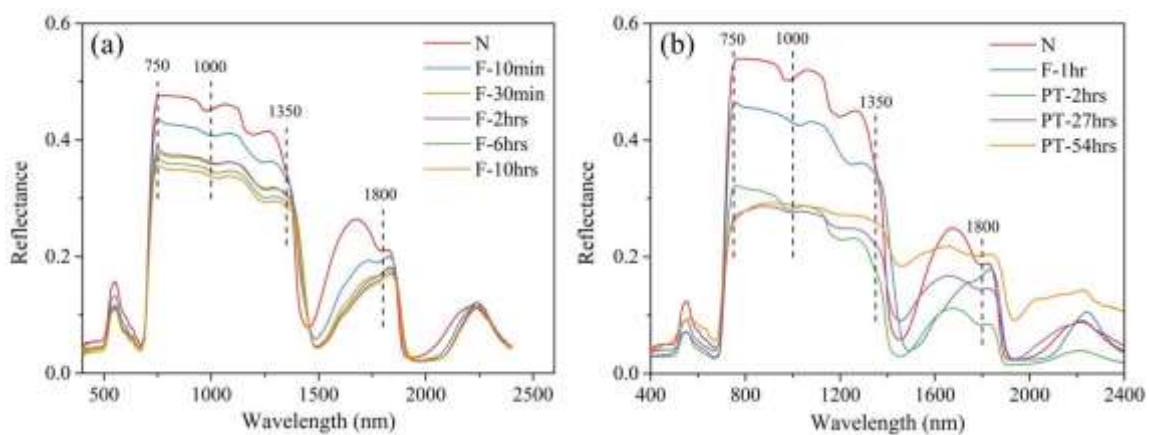 (a)
0.6
0.4
0.2
0.0
Reflectance
500
1000
1500
2000
2500
Wavelength (nm)
750
1000
1350
1800
N
F-10min
F-30min
F-2hrs
F-6hrs
F-10hrs
(b)
0.6
0.4
0.2
0.0
Reflectance
400
800
1200
1600
2000
2400
Wavelength (nm)
750
1000
1350
1800
N
F-1hr
PT-2hrs
PT-27hrs
PT-54hrs